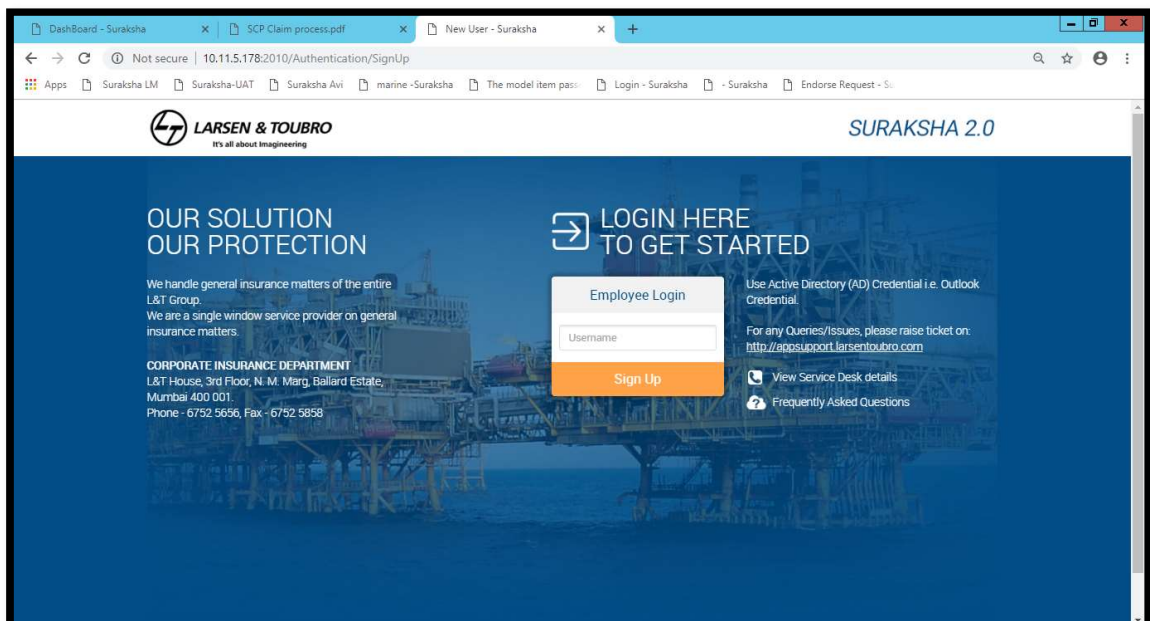 DashBoard - Suraksha
SCP Claim process.pdf
New User - Suraksha
Not secure | 10.11.5.178:2010/Authentication/SignUp
Apps
Suraksha LM
Suraksha-UAT
Suraksha Avi
marine -Suraksha
The model item pass
Login - Suraksha
- Suraksha
Endorse Request - S
LARSEN & TOUBRO
It's all about Imagineering
SURAKSHA 2.0
OUR SOLUTION
OUR PROTECTION
We handle general insurance matters of the entire
L&T Group.
We are a single window service provider on general
insurance matters.
CORPORATE INSURANCE DEPARTMENT
L&T House, 3rd Floor, N. M. Marg, Ballard Estate,
Mumbai 400 001.
Phone - 6752 5656, Fax - 6752 5858
LOGIN HERE
TO GET STARTED
Employee Login
Username
Sign Up
Use Active Directory (AD) Credential i.e. Outlook
Credential.
For any Queries/Issues, please raise ticket on:
http://appsupport.larsentoubro.com
View Service Desk details
Frequently Asked Questions